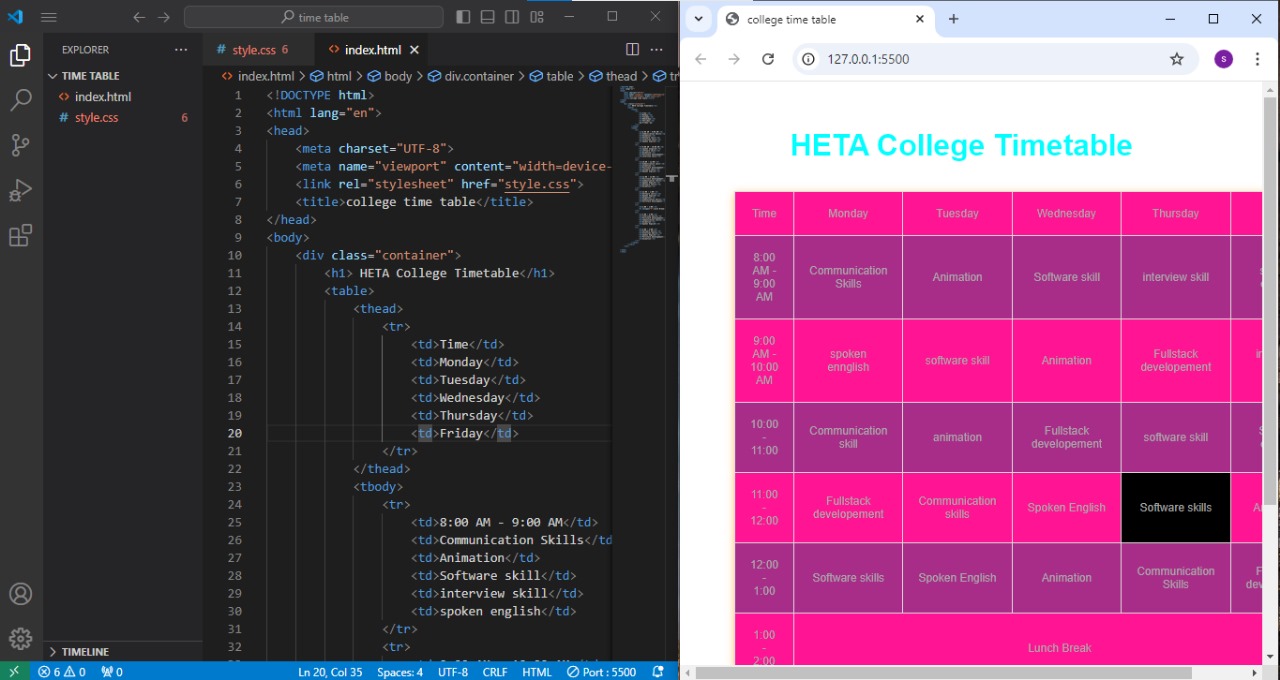 time table
EXPLORER
TIME TABLE
index.html
style.css 6
TIMELINE
style.css 6
index.html
index.html > html > body > div.container > table > thead >
1 <!DOCTYPE html>
2 <html lang="en">
3 <head>
4 <meta charset="UTF-8">
5 <meta name="viewport" content="width=device-
6 <link rel="stylesheet" href="style.css">
7 <title>college time table</title>
8 </head>
9 <body>
10 <div class="container">
11 <h1> HETA College Timetable</h1>
12 <table>
13 <thead>
14 <tr>
15 <td>Time</td>
16 <td>Monday</td>
17 <td>Tuesday</td>
18 <td>Wednesday</td>
19 <td>Thursday</td>
20 <td>Friday</td>
21 </tr>
22 </thead>
23 <tbody>
24 <tr>
25 <td>8:00 AM - 9:00 AM</td>
26 <td>Communication Skills</td
27 <td>Animation</td>
28 <td>Software skill</td>
29 <td>interview skill</td>
30 <td>spoken english</td>
31 </tr>
32 <tr>
6 0 0 Ln 20, Col 35 Spaces: 4 UTF-8 CRLF HTML Port : 5500
college time table
127.0.0.1:5500
S
HETA College Timetable
Time Monday Tuesday Wednesday Thursday
8:00
AM -
9:00
AM
Communication
Skills
Animation
Software skill
interview skill
9:00
AM -
10:00
AM
spoken
ennglish
software skill
Animation
Fullstack
developement
10:00
-
11:00
Communication
skill
animation
Fullstack
developement
software skill
11:00
-
12:00
Fullstack
developement
Communication
skills
Spoken English
Software skills
12:00
-
1:00
Software skills
Spoken English
Animation
Communication
Skills
1:00
-
2:00
Lunch Break